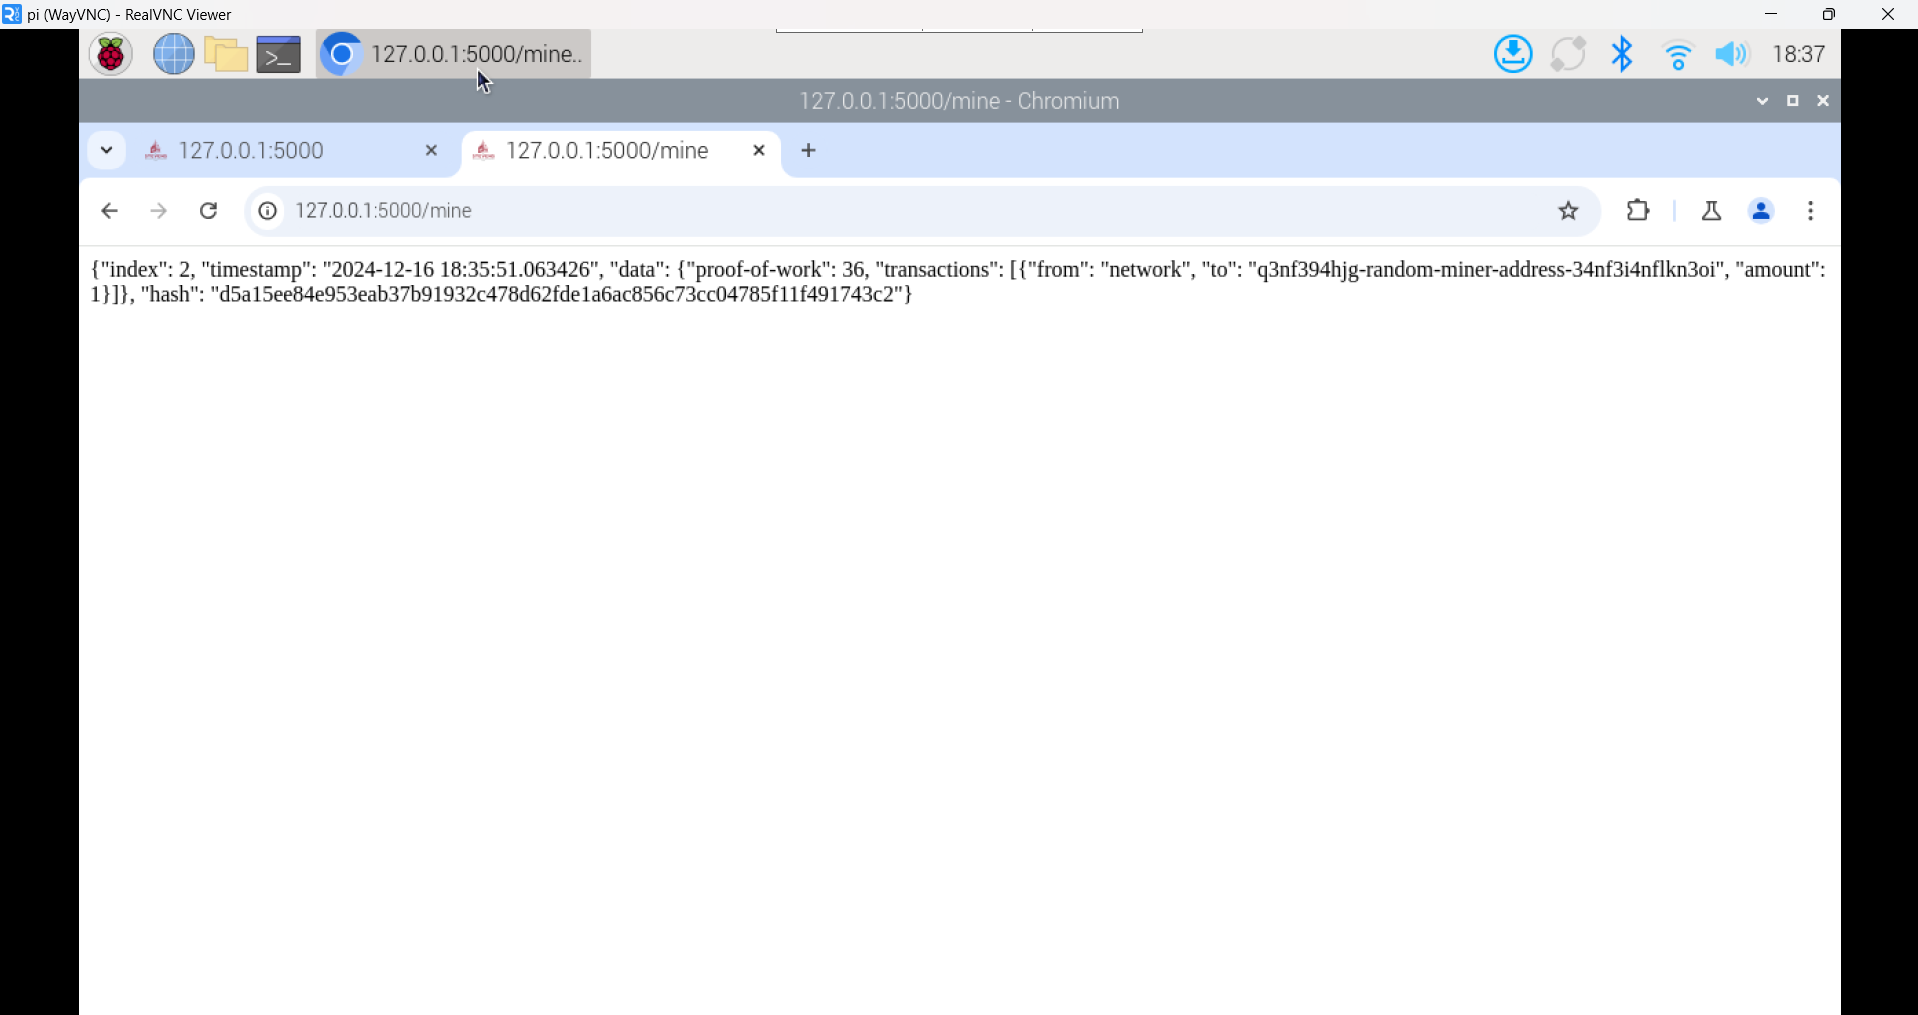 pi (WayVNC) - RealVNC Viewer
127.0.0.1:5000/mine..
18:37
127.0.0.1:5000/mine - Chromium
127.0.0.1:5000
127.0.0.1:5000/mine
127.0.0.1:5000/mine
{"index": 2, "timestamp": "2024-12-16 18:35:51.063426", "data": {"proof-of-work": 36, "transactions": [{"from": "network", "to": "q3nf394hjg-random-miner-address-34nf3i4nflkn3oi", "amount":
1}]}, "hash": "d5a15ee84e953eab37b91932c478d62fde1a6ac856c73cc04785f11f491743c2"}